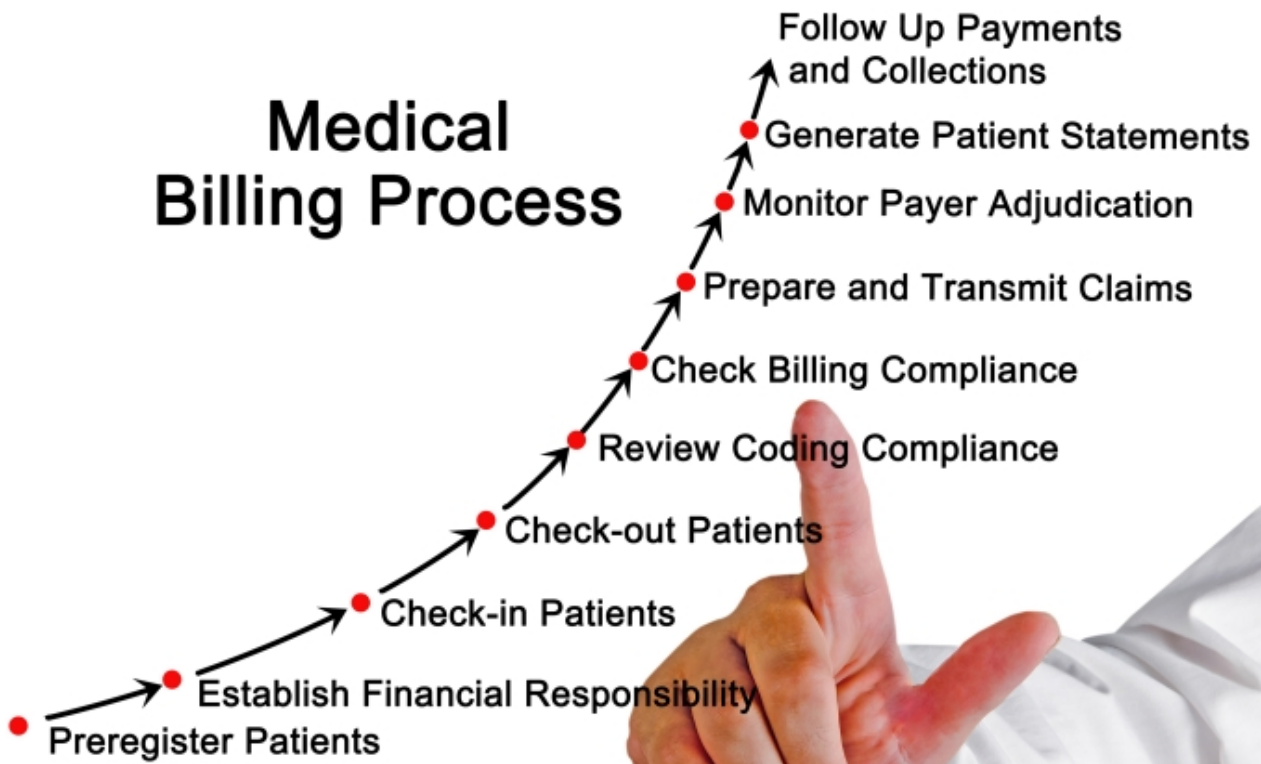 Medical
Billing Process
Follow Up Payments
and Collections
Generate Patient Statements
Monitor Payer Adjudication
Prepare and Transmit Claims
Check Billing Compliance
Review Coding Compliance
Check-out Patients
Check-in Patients
Establish Financial Responsibility
Preregister Patients